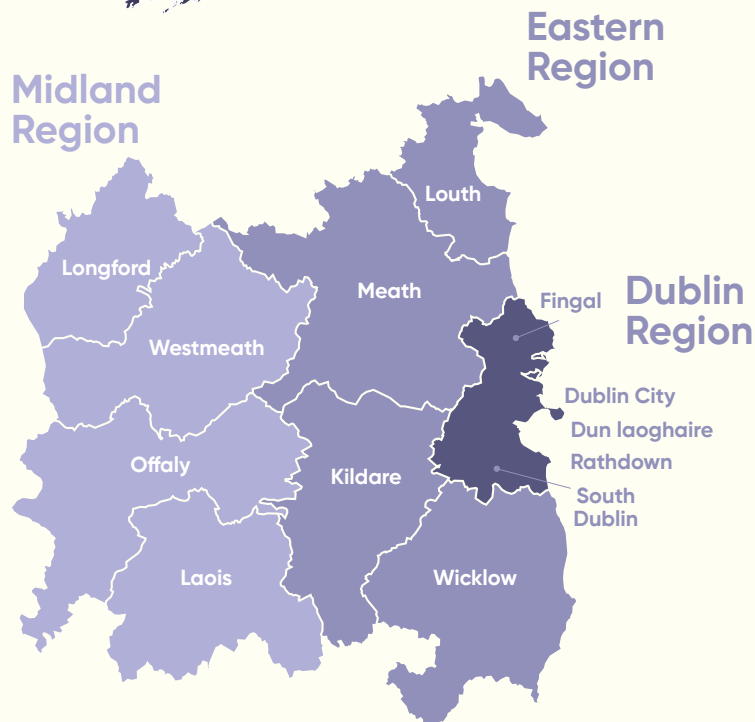 Eastern
Region
Midland
Region
Louth
Longford
Meath
Fingal
Dublin
Region
Westmeath
Dublin City
Dun laoghaire
Rathdown
Offaly
Kildare
South
Dublin
Laois
Wicklow